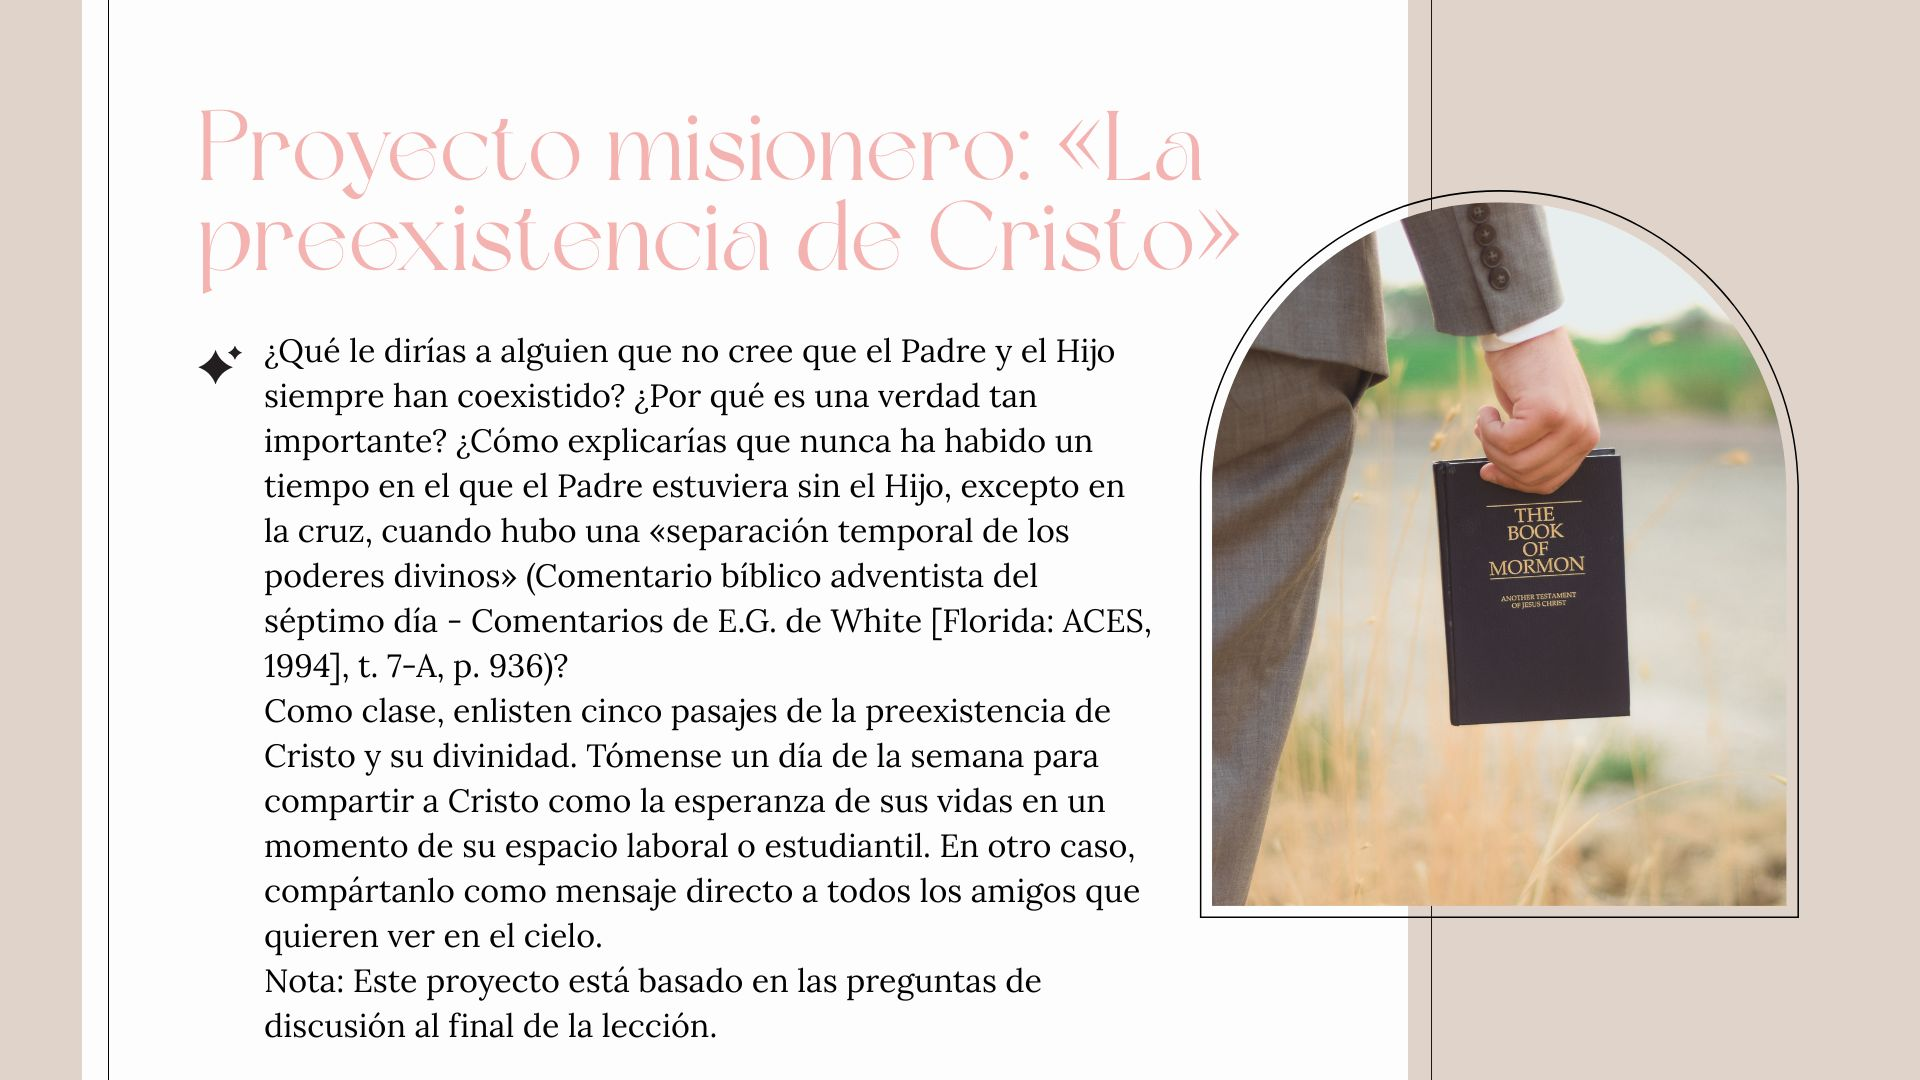 Proyecto misionero: «La
preexistencia de Cristo»
¿Qué le dirías a alguien que no cree que el Padre y el Hijo
siempre han coexistido? ¿Por qué es una verdad tan
importante? ¿Cómo explicarías que nunca ha habido un
tiempo en el que el Padre estuviera sin el Hijo, excepto en
la cruz, cuando hubo una «separación temporal de los
poderes divinos» (Comentario bíblico adventista del
séptimo día - Comentarios de E.G. de White [Florida: ACES,
1994], t. 7-A, p. 936)?
Como clase, enlisten cinco pasajes de la preexistencia de
Cristo y su divinidad. Tómense un día de la semana para
compartir a Cristo como la esperanza de sus vidas en un
momento de su espacio laboral o estudiantil. En otro caso,
compártanlo como mensaje directo a todos los amigos que
quieren ver en el cielo.
Nota: Este proyecto está basado en las preguntas de
discusión al final de la lección.
THE
BOOK
OF
MORMON
ANOTHER TESTAMENT
OF JESUS CHRIST